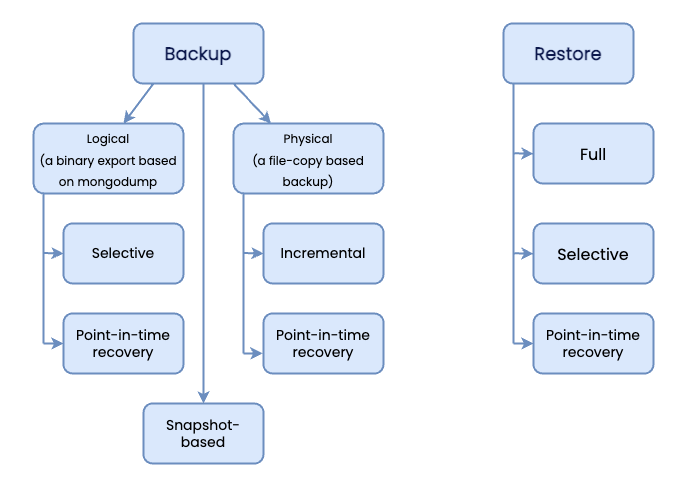 Backup
Restore
Logical
(a binary export based
on mongodump
Physical
(a file-copy based
backup)
Full
Selective
Incremental
Selective
Point-in-time
recovery
Point-in-time
recovery
Point-in-time
recovery
Snapshot-
based